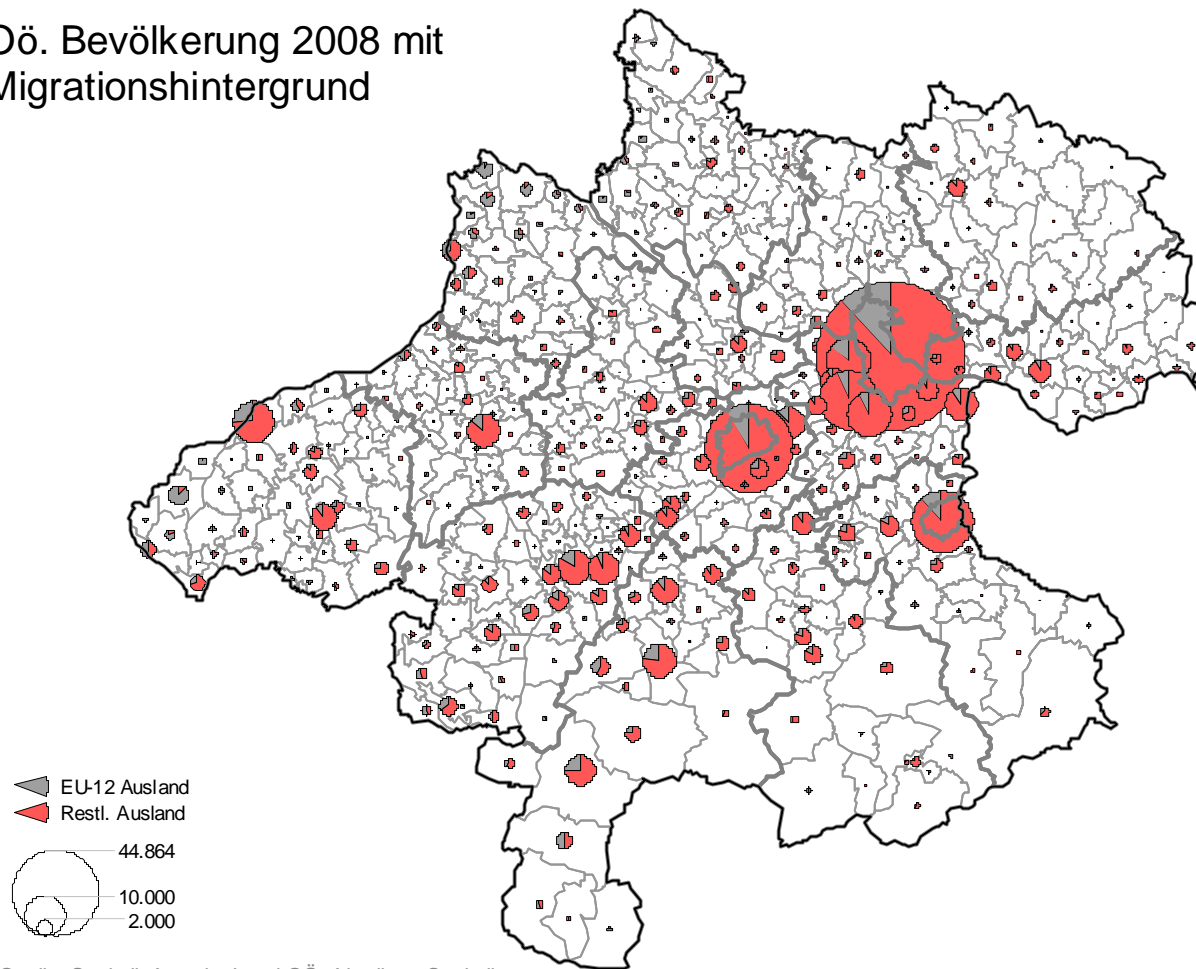 Oö. Bevölkerung 2008 mit
Migrationshintergrund
EU-12 Ausland
Restl. Ausland
44.864
10.000
2.000